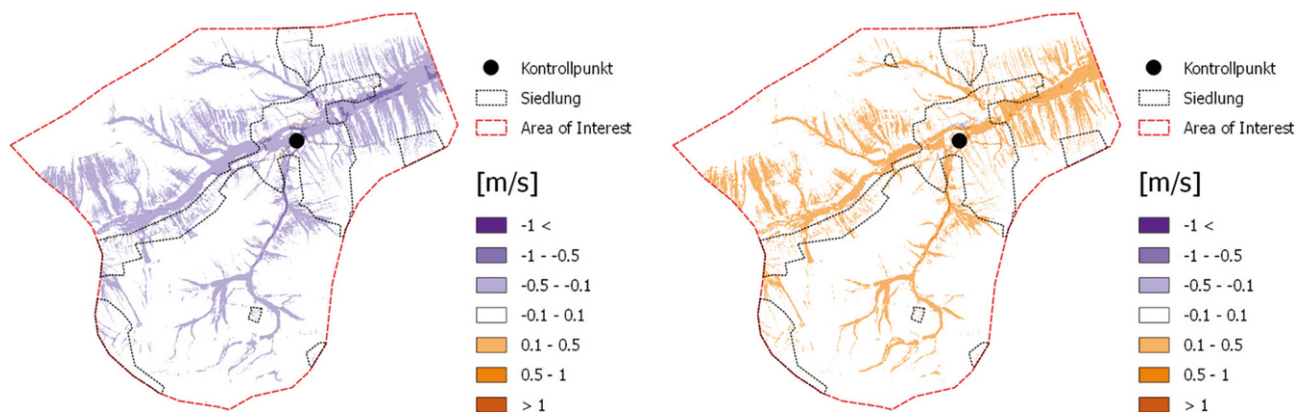 Kontrollpunkt
Siedlung
Area of Interest
[m/s]
-1 <
-1 - -0.5
-0.5 - -0.1
-0.1 - 0.1
0.1 - 0.5
0.5 - 1
> 1
Kontrollpunkt
Siedlung
Area of Interest
[m/s]
-1 <
-1 - -0.5
-0.5 - -0.1
-0.1 - 0.1
0.1 - 0.5
0.5 - 1
> 1